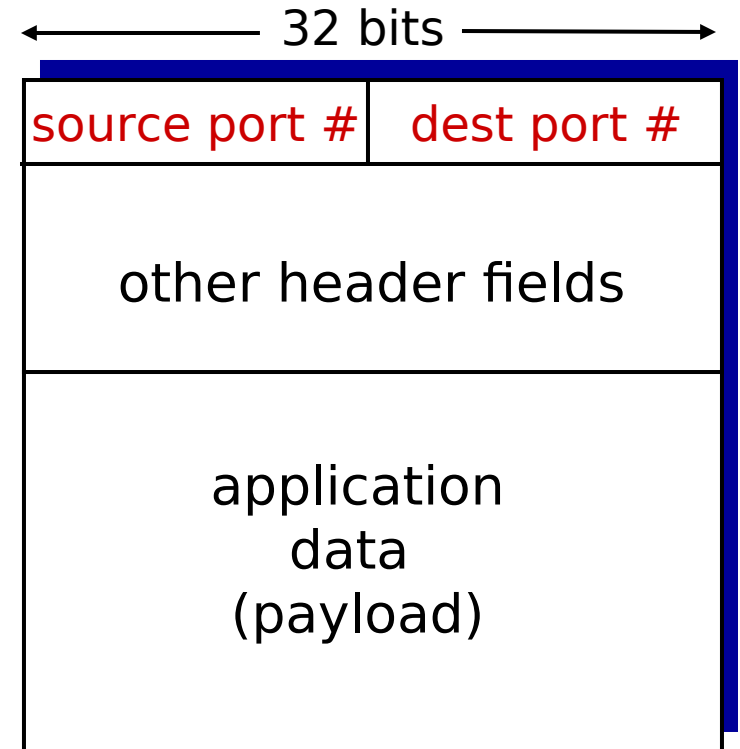 32 bits
source port # dest port #
other header fields
application
data
(payload)